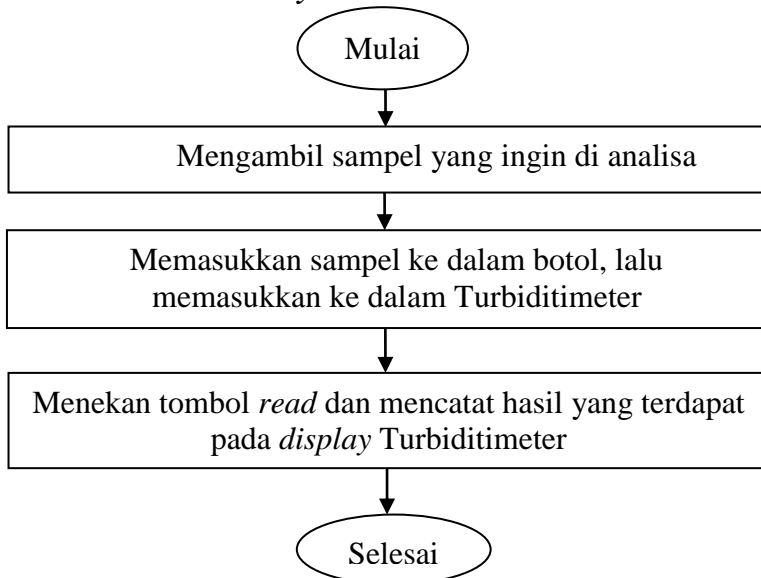 Mulai
Mengambil sampel yang ingin di analisa
Memasukkan sampel ke dalam botol, lalu
memasukkan ke dalam Turbiditimeter
Menekan tombol read dan mencatat hasil yang terdapat
pada display Turbiditimeter
Selesai